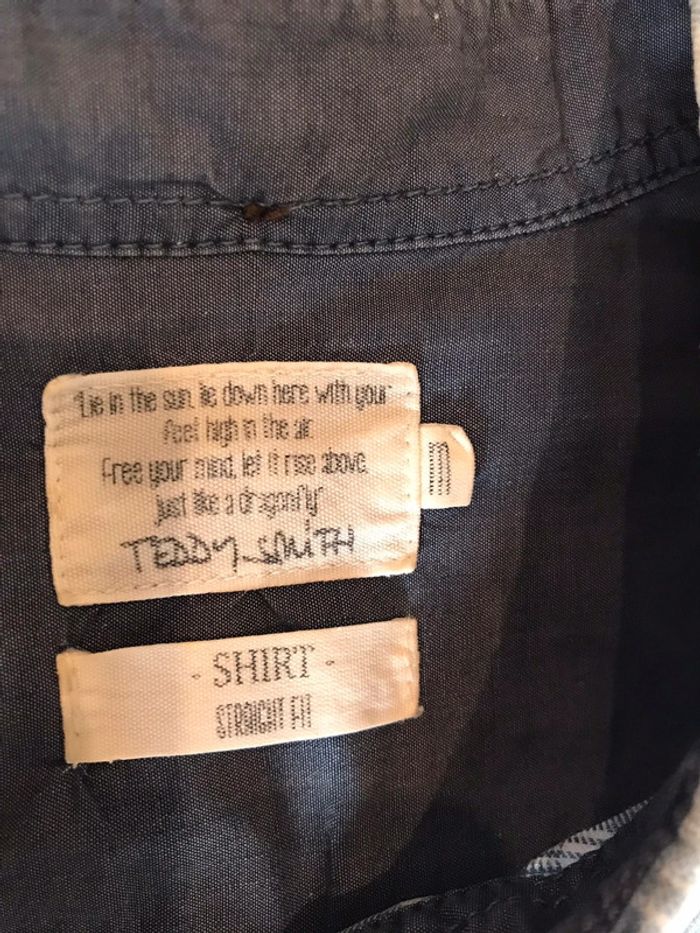 "Lie in the sun, lie down here with your
feet high in the air.
Free your mind, let it rise above,
just like a dragonfly"
TEDDY SMITH
m
- SHIRT -
STRAIGHT FIT